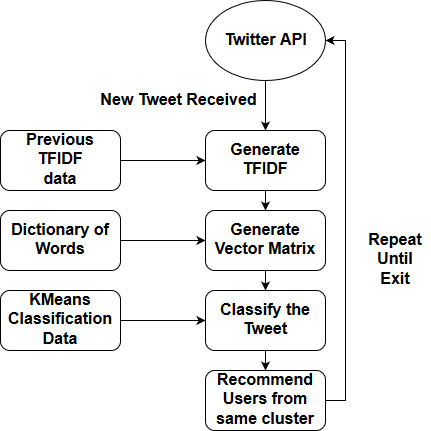 Twitter API
New Tweet Received
Previous
TFIDF
data
Generate
TFIDF
Dictionary of
Words
Generate
Vector Matrix
Repeat
Until
Exit
KMeans
Classification
Data
Classify the
Tweet
Recommend
Users from
same cluster